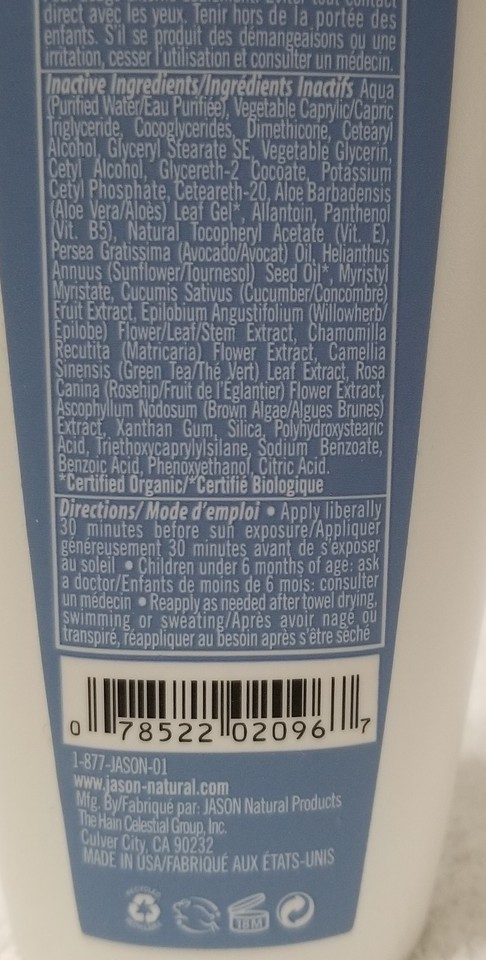 direct avec les yeux. Tenir hors de la portée des
enfants. S'il se produit des démangeaisons ou une
irritation, cesser l'utilisation et consulter un médecin.
Inactive Ingredients/Ingrédients Inactifs Aqua
(Purified Water/Eau Purifiée), Vegetable Caprylic/Capric
Triglyceride, Cocoglycerides, Dimethicone, Cetearyl
Alcohol, Glyceryl Stearate SE, Vegetable Glycerin,
Cetyl Alcohol, Glycereth-2 Cocoate, Potassium
Cetyl Phosphate, Ceteareth-20, Aloe Barbadensis
(Aloe Vera/Aloès) Leaf Gel*, Allantoin, Panthenol
(Vit. B5), Natural Tocopheryl Acetate (Vit. E),
Persea Gratissima (Avocado/Avocat) Oil, Helianthus
Annuus (Sunflower/Tournesol) Seed Oil*, Myristyl
Myristate, Cucumis Sativus (Cucumber/Concombre)
Fruit Extract, Epilobium Angustifolium (Willowherb/
Epilobe) Flower/Leaf/Stem Extract, Chamomilla
Recutita (Matricaria) Flower Extract, Camellia
Sinensis (Green Tea/Thé Vert) Leaf Extract, Rosa
Canina (Rosehip/Fruit de l'Églantier) Flower Extract,
Ascophyllum Nodosum (Brown Algae/Algues Brunes)
Extract, Xanthan Gum, Silica, Polyhydroxystearic
Acid, Triethoxycaprylylsilane, Sodium Benzoate,
Benzoic Acid, Phenoxyethanol, Citric Acid.
*Certified Organic/*Certifié Biologique
Directions/ Mode d'emploi • Apply liberally
30 minutes before sun exposure/Appliquer
généreusement 30 minutes avant de s'exposer
au soleil • Children under 6 months of age: ask
a doctor/Enfants de moins de 6 mois: consulter
un médecin • Reapply as needed after towel drying,
swimming or sweating/Après avoir nagé ou
transpiré, réappliquer au besoin après s'être séché
0 78522 02096 7
1-877-JASON-01
www.jason-natural.com
Mfg. By/Fabriqué par: JASON Natural Products
The Hain Celestial Group, Inc.
Culver City, CA 90232
MADE IN USA/FABRIQUÉ AUX ÉTATS-UNIS
RECYCLED
18M